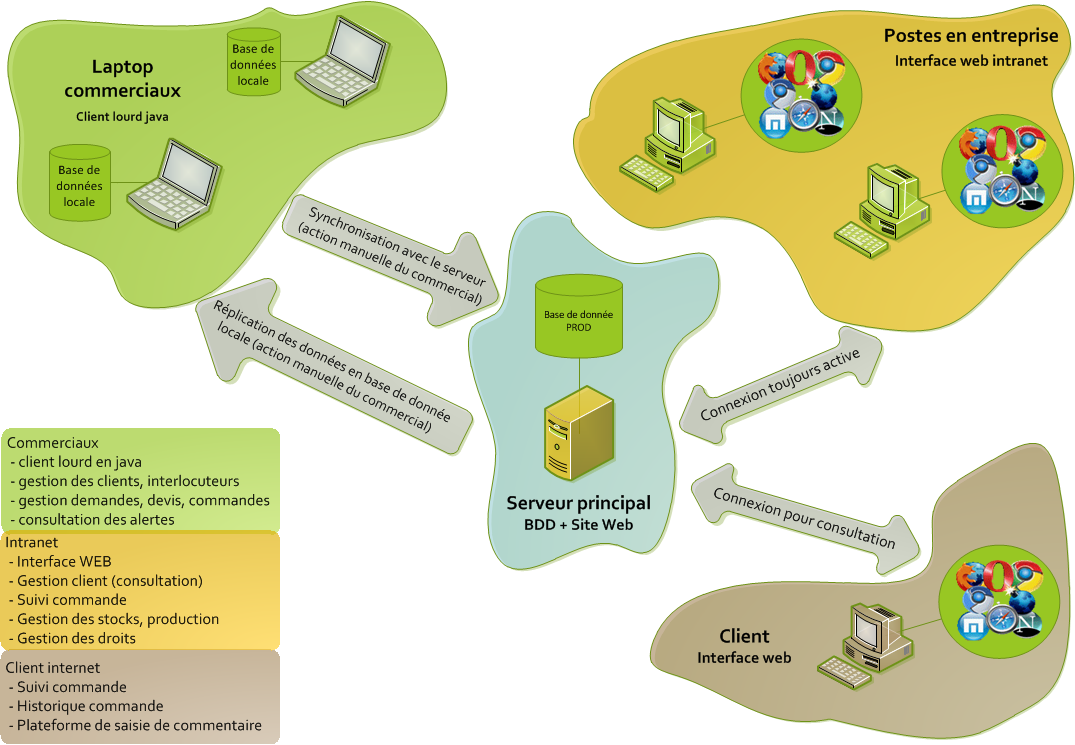 Laptop
commerciaux
Client lourd java
Base de
données
locale
Base de
données
locale
Postes en entreprise
Interface web intranet
Synchronisation avec le serveur
(action manuelle du commercial)
Réplication des données en base de donnée
locale (action manuelle du commercial)
Base de donnée
PROD
Serveur principal
BDD + Site Web
Connexion toujours active
Connexion pour consultation
Client
Interface web
Commerciaux
- client lourd en java
- gestion des clients, interlocuteurs
- gestion demandes, devis, commandes
- consultation des alertes
Intranet
- Interface WEB
- Gestion client (consultation)
- Suivi commande
- Gestion des stocks, production
- Gestion des droits
Client internet
- Suivi commande
- Historique commande
- Plateforme de saisie de commentaire